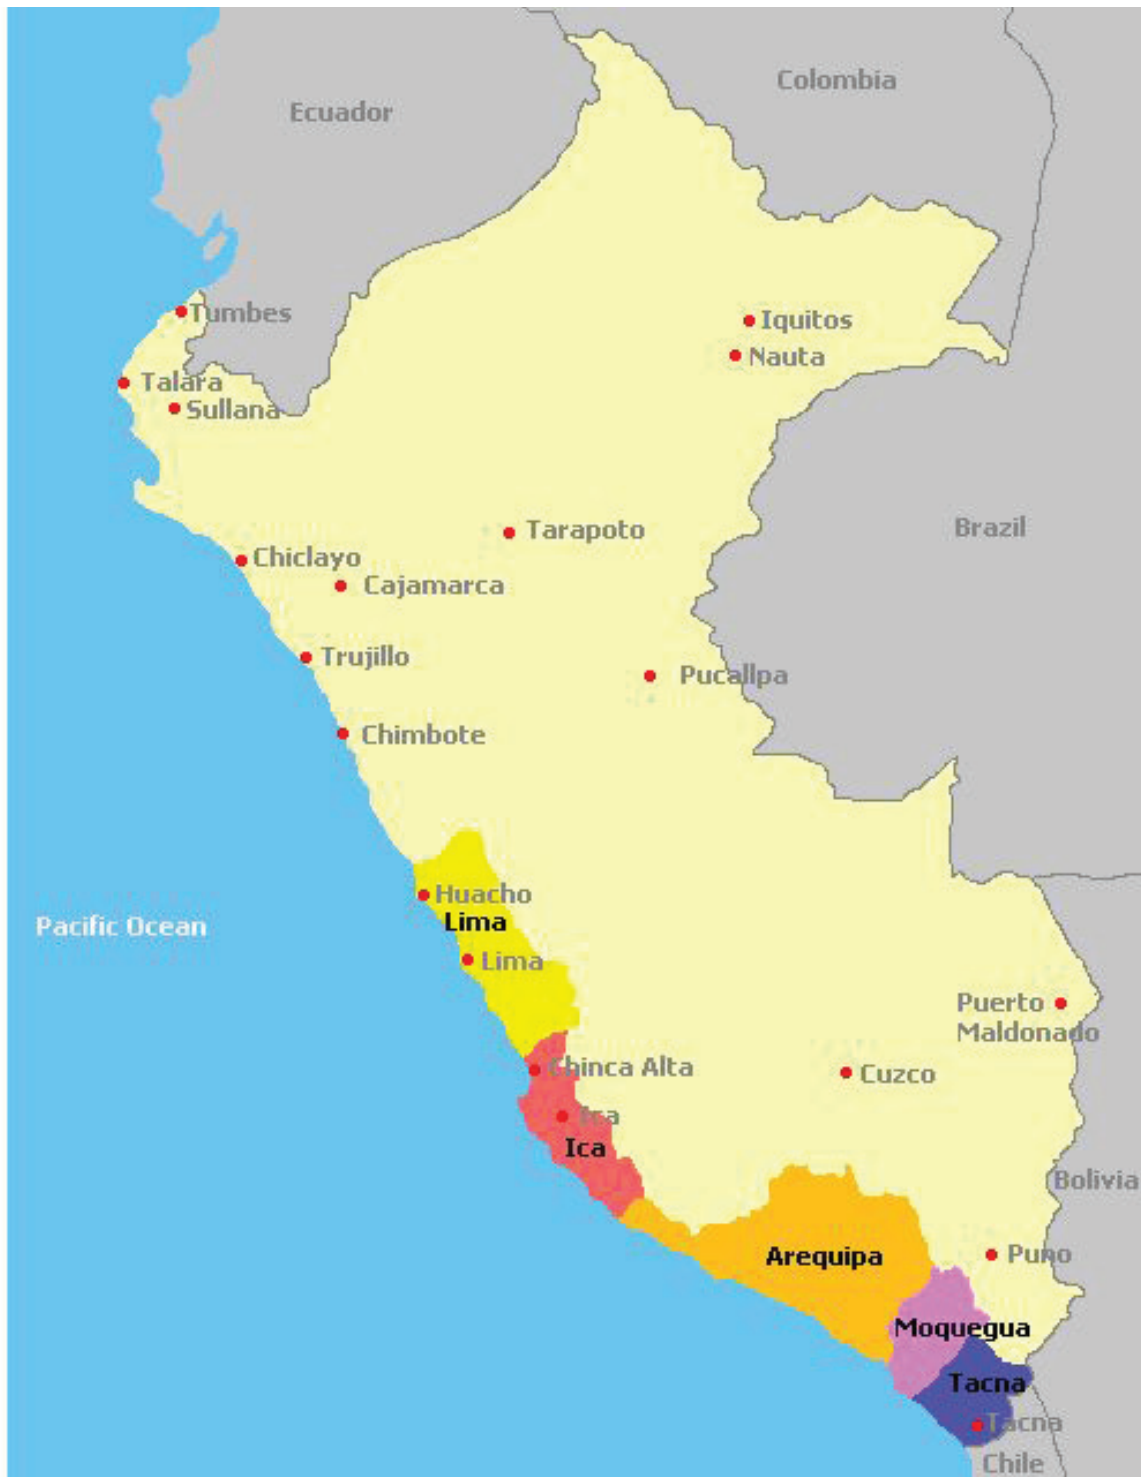 Colombia
Ecuador
Tumbes
Iquitos
Nauta
Talara
Sullana
Brazil
Tarapoto
Chiclayo
Cajamarca
Trujillo
Pucallpa
Chimbote
Huacho
Lima
Pacific Ocean
Lima
Puerto
Maldonado
Chinca Alta
Cuzco
Ica
Ica
Bolivia
Arequipa
Puno
Moquegua
Tacna
Tacna
Chile